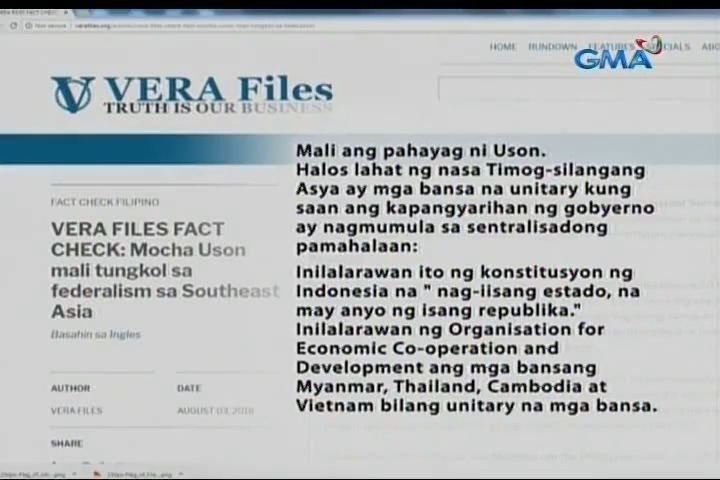 HOME RUNDOWN FEATURES SPECIALS
GMA
VERA Files
TRUTH IS OUR BUSINESS
FACT CHECK FILIPINO
VERA FILES FACT
CHECK: Mocha Uson
mali tungkol sa
federalism sa Southeast
Asia
Basahin sa Ingles
AUTHOR DATE
VERA FILES AUGUST 03, 2018
SHARE
Mali ang pahayag ni Uson.
Halos lahat ng nasa Timog-silangang
Asya ay mga bansa na unitary kung
saan ang kapangyarihan ng gobyerno
ay nagmumula sa sentralisadong
pamahalaan:
Inilalarawan ito ng konstitusyon ng
Indonesia na " nag-iisang estado, na
may anyo ng isang republika."
Inilalarawan ng Organisation for
Economic Co-operation and
Development ang mga bansang
Myanmar, Thailand, Cambodia at
Vietnam bilang unitary na mga bansa.